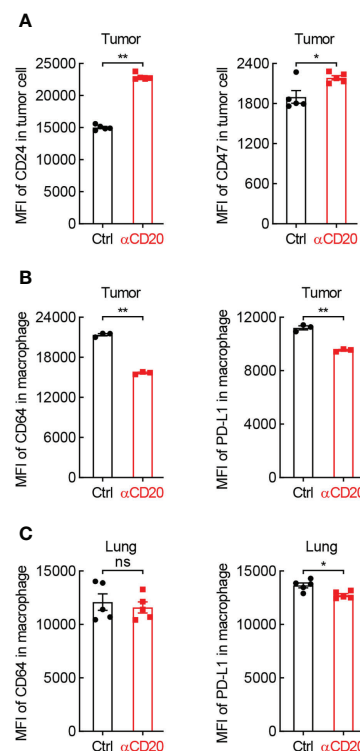 A
Tumor
**
MFI of CD24 in tumor cell
25000
20000
15000
10000
5000
0
Ctrl αCD20
Tumor
*
MFI of CD47 in tumor cell
2400
1800
1200
600
0
Ctrl αCD20
B
Tumor
**
MFI of CD64 in macrophage
24000
18000
12000
6000
0
Ctrl αCD20
Tumor
**
MFI of PD-L1 in macrophage
12000
8000
4000
0
Ctrl αCD20
C
Lung
ns
MFI of CD64 in macrophage
15000
10000
5000
0
Ctrl αCD20
Lung
*
MFI of PD-L1 in macrophage
15000
10000
5000
0
Ctrl αCD20